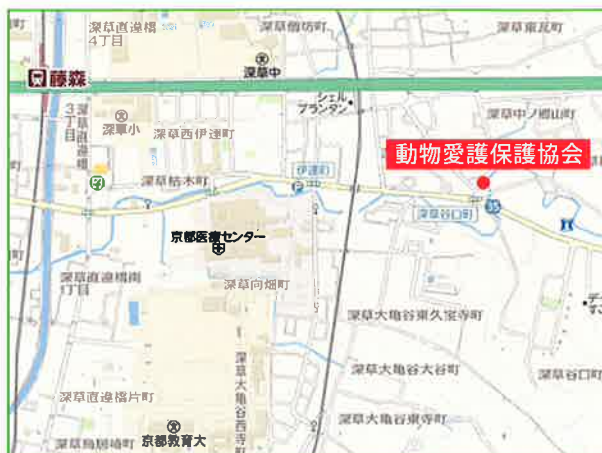 深草直違橋
4丁目
深草僧坊町
深草東瓦町
深草中
藤森
シェル
ブランタン
深草中ノ郷山町
深草小
深草西伊達町
深草直違橋
3丁目
動物愛護保護協会
伊達町
深草枯木町
35
深草谷口町
京都医療センター
深草直違橋南
1丁目
深草向畑町
深草大亀谷東久宝寺町
深草大亀谷大谷町
深草谷口町
深草直違橋片町
深草大亀谷西寺町
深草大亀谷東寺町
京都教育大
深草鳥居崎町